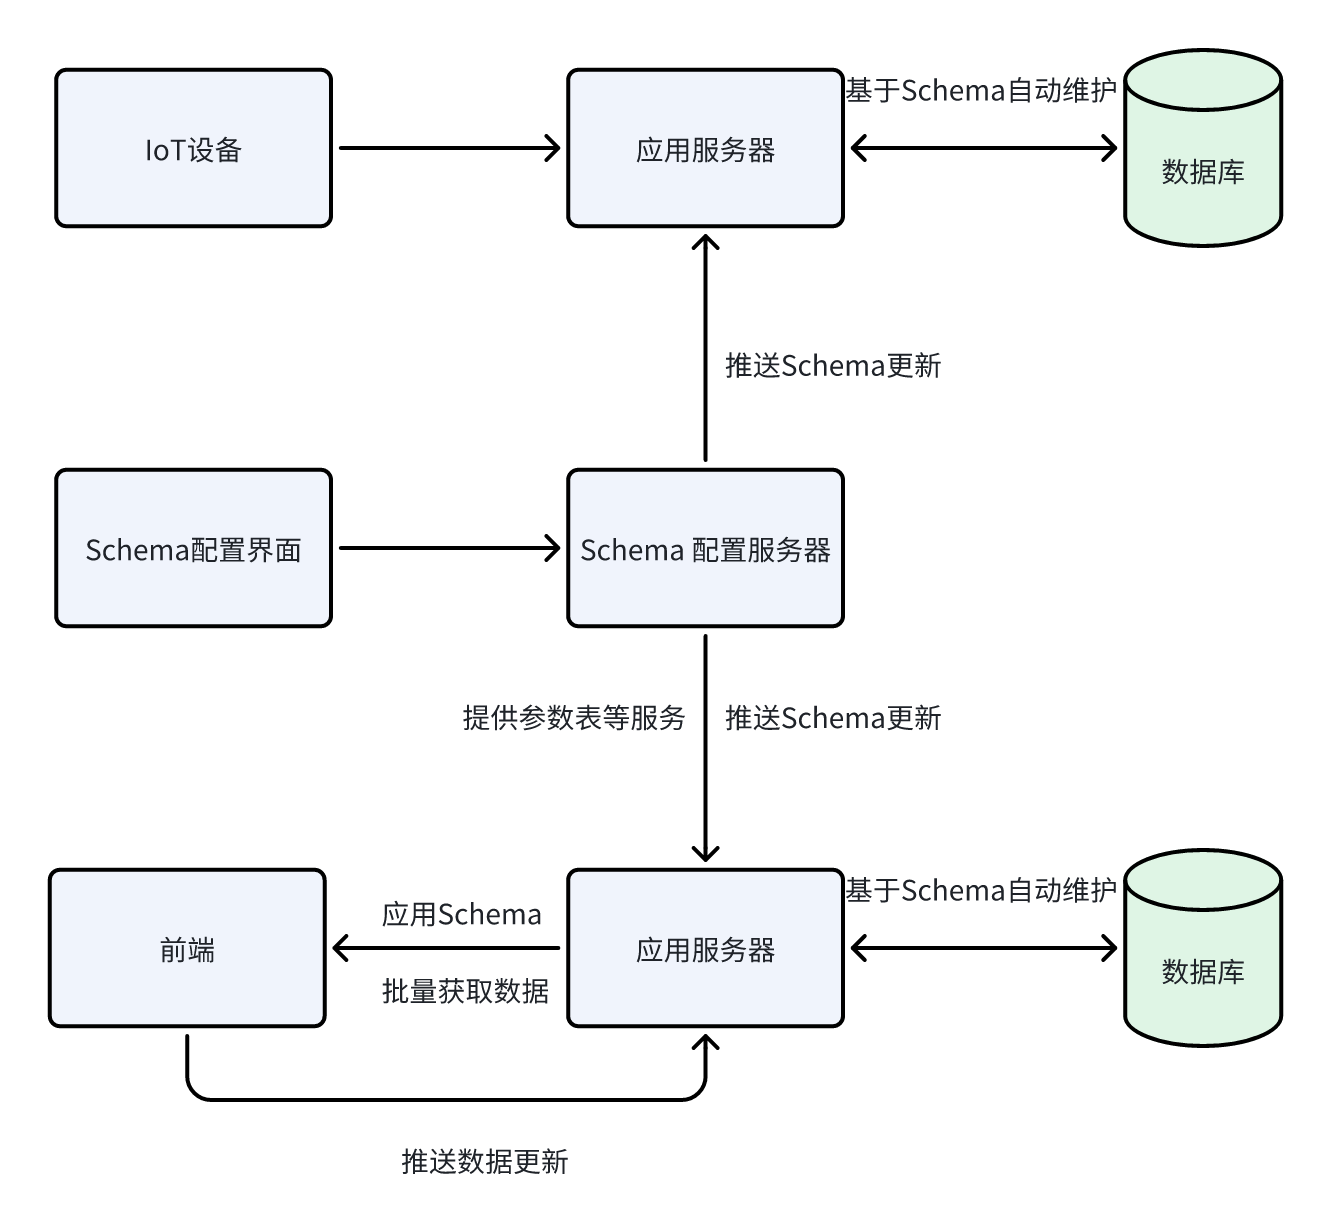 IoT设备
应用服务器
基于Schema自动维护
数据库
推送Schema更新
Schema配置界面
Schema 配置服务器
提供参数表等服务
推送Schema更新
前端
应用Schema
批量获取数据
应用服务器
基于Schema自动维护
数据库
推送数据更新